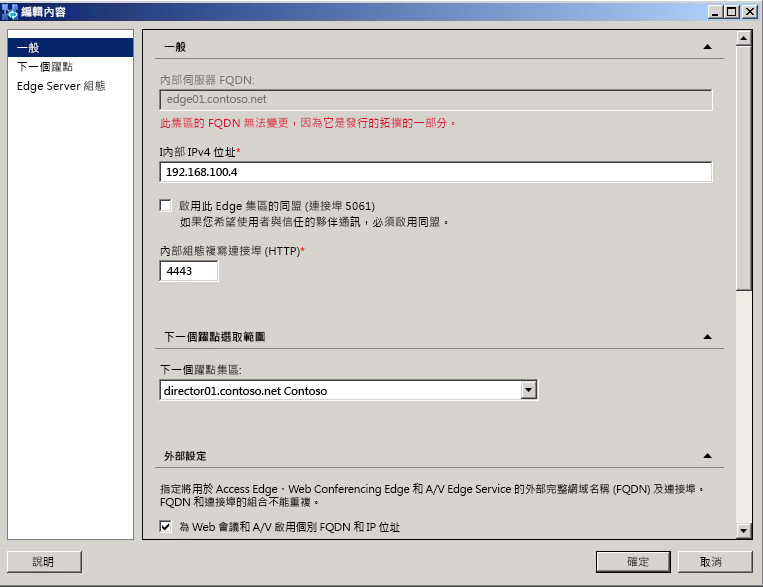 編輯內容
一般
下一個躍點
Edge Server 組態
一般
內部伺服器 FQDN:
edge01.contoso.net
此集區的 FQDN 無法變更，因為它是發行的拓撲的一部分。
I內部 IPv4 位址*
192.168.100.4
啟用此 Edge 集區的同盟 (連接埠 5061)
如果您希望使用者與信任的夥伴通訊，必須啟用同盟。
內部組態複寫連接埠 (HTTP)*
4443
下一個躍點選取範圍
下一個躍點集區:
director01.contoso.net Contoso
外部設定
指定將用於 Access Edge、Web Conferencing Edge 和 A/V Edge Service 的外部完整網域名稱 (FQDN) 及連接埠。
FQDN 和連接埠的組合不能重複。
為 Web 會議和 A/V 啟用個別 FQDN 和 IP 位址
說明
確定
取消